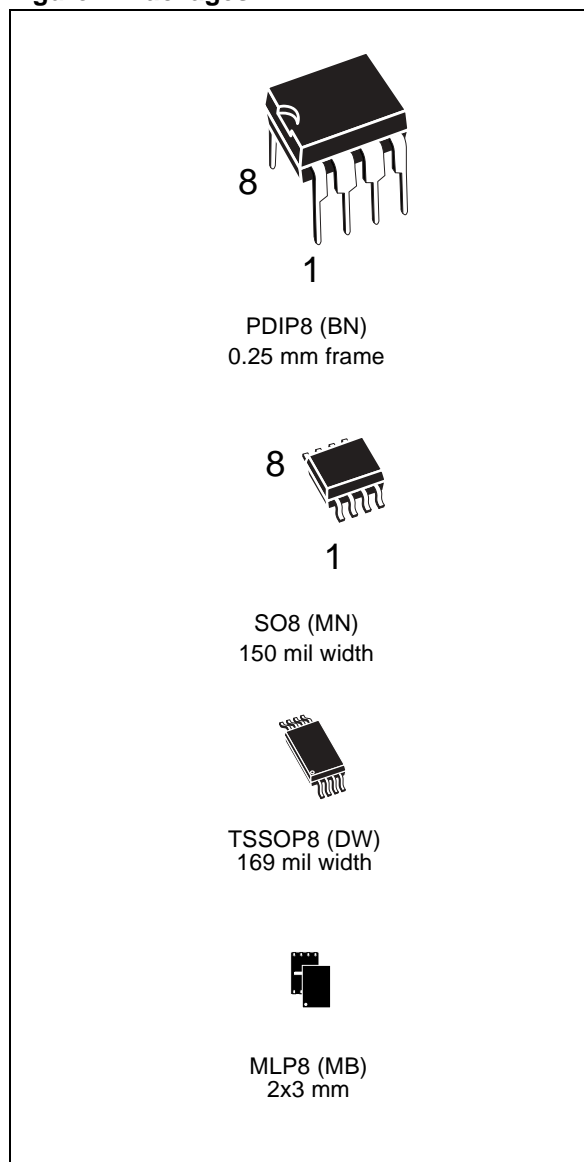 8
1
PDIP8 (BN)
0.25 mm frame
8
1
SO8 (MN)
150 mil width
TSSOP8 (DW)
169 mil width
MLP8 (MB)
2x3 mm